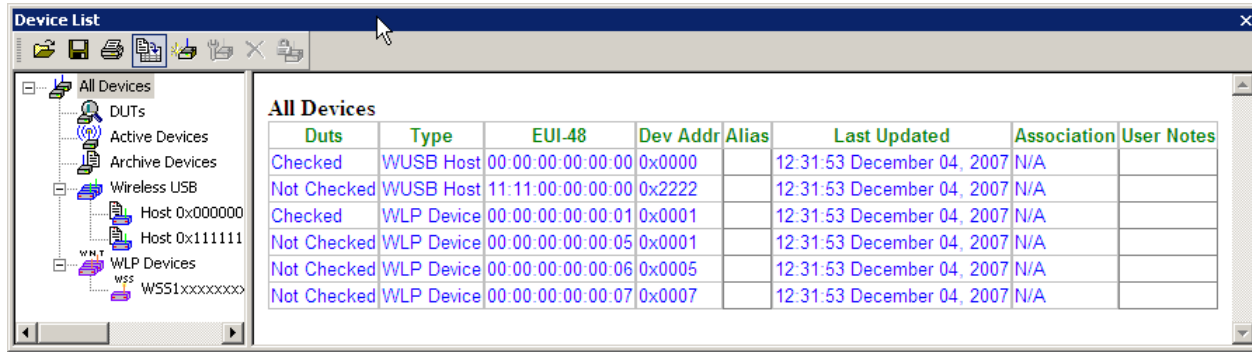 Device List
All Devices
DUTs
Active Devices
Archive Devices
Wireless USB
Host 0x000000
Host 0x111111
WLP Devices
WSS1xxxxxxxx
All Devices
Duts Type EUI-48 Dev Addr Alias Last Updated Association User Notes
Checked WUSB Host 00:00:00:00:00:00 0x0000 12:31:53 December 04, 2007 N/A
Not Checked WUSB Host 11:11:00:00:00:00 0x2222 12:31:53 December 04, 2007 N/A
Checked WLP Device 00:00:00:00:00:01 0x0001 12:31:53 December 04, 2007 N/A
Not Checked WLP Device 00:00:00:00:00:05 0x0001 12:31:53 December 04, 2007 N/A
Not Checked WLP Device 00:00:00:00:00:06 0x0005 12:31:53 December 04, 2007 N/A
Not Checked WLP Device 00:00:00:00:00:07 0x0007 12:31:53 December 04, 2007 N/A